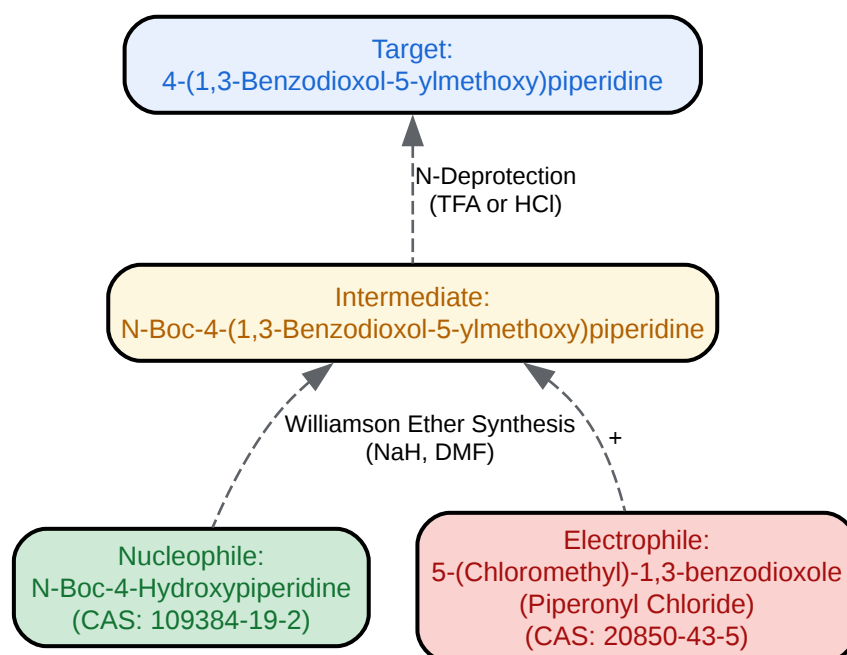 Target:
4-(1,3-Benzodioxol-5-ylmethoxy)piperidine
N-Deprotection
(TFA or HCl)
Intermediate:
N-Boc-4-(1,3-Benzodioxol-5-ylmethoxy)piperidine
Williamson Ether Synthesis
(NaH, DMF)
+
Nucleophile:
N-Boc-4-Hydroxypiperidine
(CAS: 109384-19-2)
Electrophile:
5-(Chloromethyl)-1,3-benzodioxole
(Piperonyl Chloride)
(CAS: 20850-43-5)